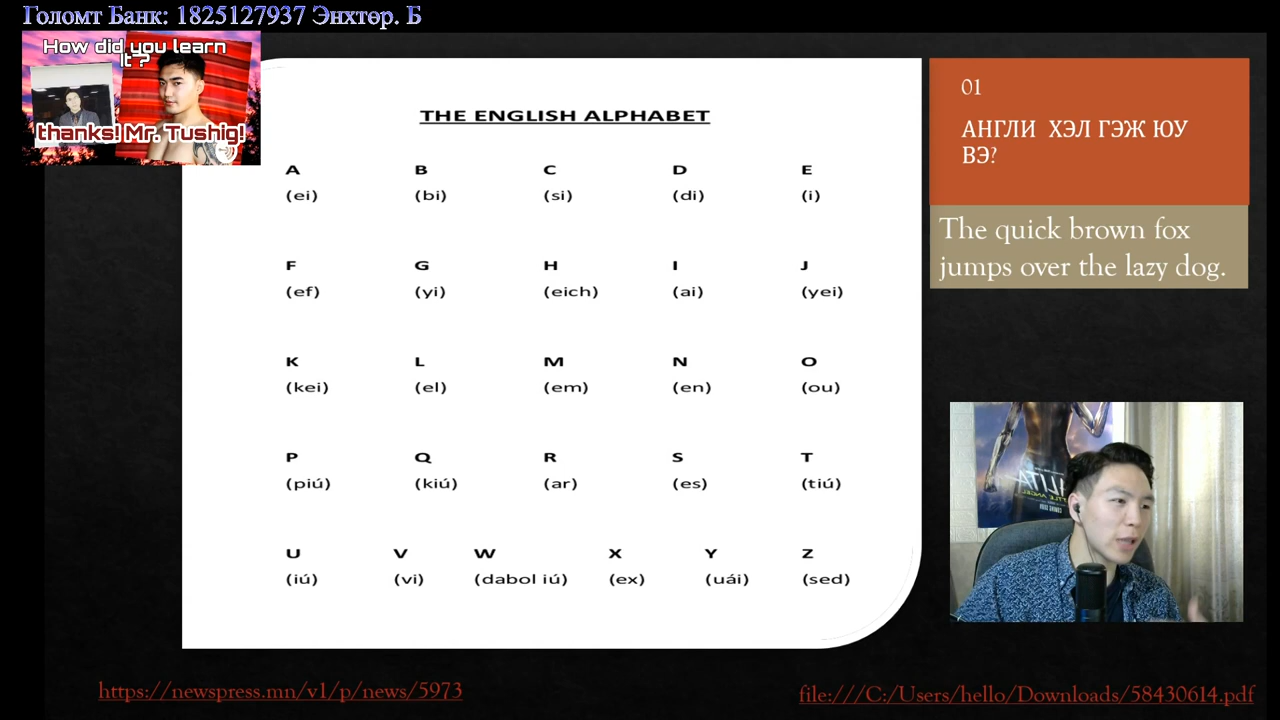 Голомт Банк: 1825127937 Энхтөр. Б
How did you learn
it ?
thanks! Mr. Tushig!
THE ENGLISH ALPHABET
A B C D E
(ei) (bi) (si) (di) (i)
F G H I J
(ef) (yi) (eich) (ai) (yei)
K L M N O
(kei) (el) (em) (en) (ou)
P Q R S T
(piú) (kiú) (ar) (es) (tiú)
U V W X Y Z
(iú) (vi) (dabol iú) (ex) (uái) (sed)
01
АНГЛИ ХЭЛ ГЭЖ ЮУ
ВЭ?
The quick brown fox
jumps over the lazy dog.
https://newspress.mn/v1/p/news/5973
file:///C:/Users/hello/Downloads/58430614.pdf